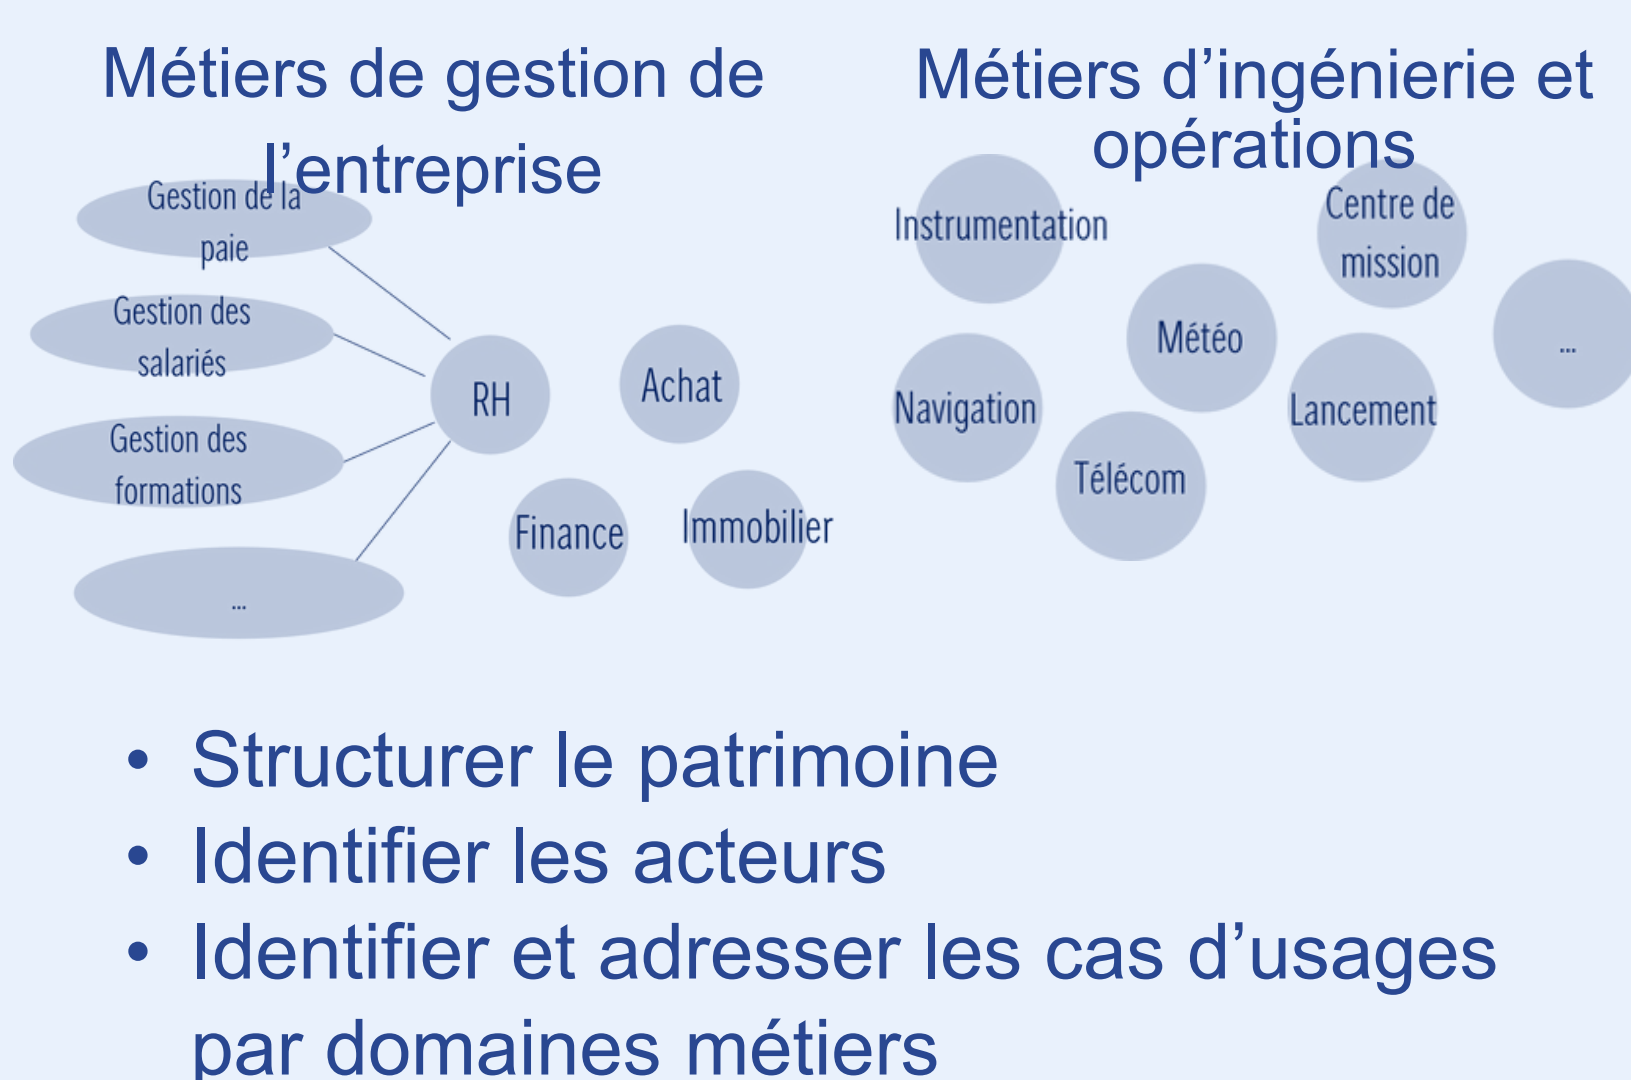 Métiers de gestion de
l’entreprise
Gestion de la
paie
Gestion des
salariés
Gestion des
formations
...
RH
Achat
Finance
Immobilier
Métiers d’ingénierie et
opérations
Instrumentation
Centre de
mission
Météo
...
Navigation
Lancement
Télécom
• Structurer le patrimoine
• Identifier les acteurs
• Identifier et adresser les cas d’usages
par domaines métiers